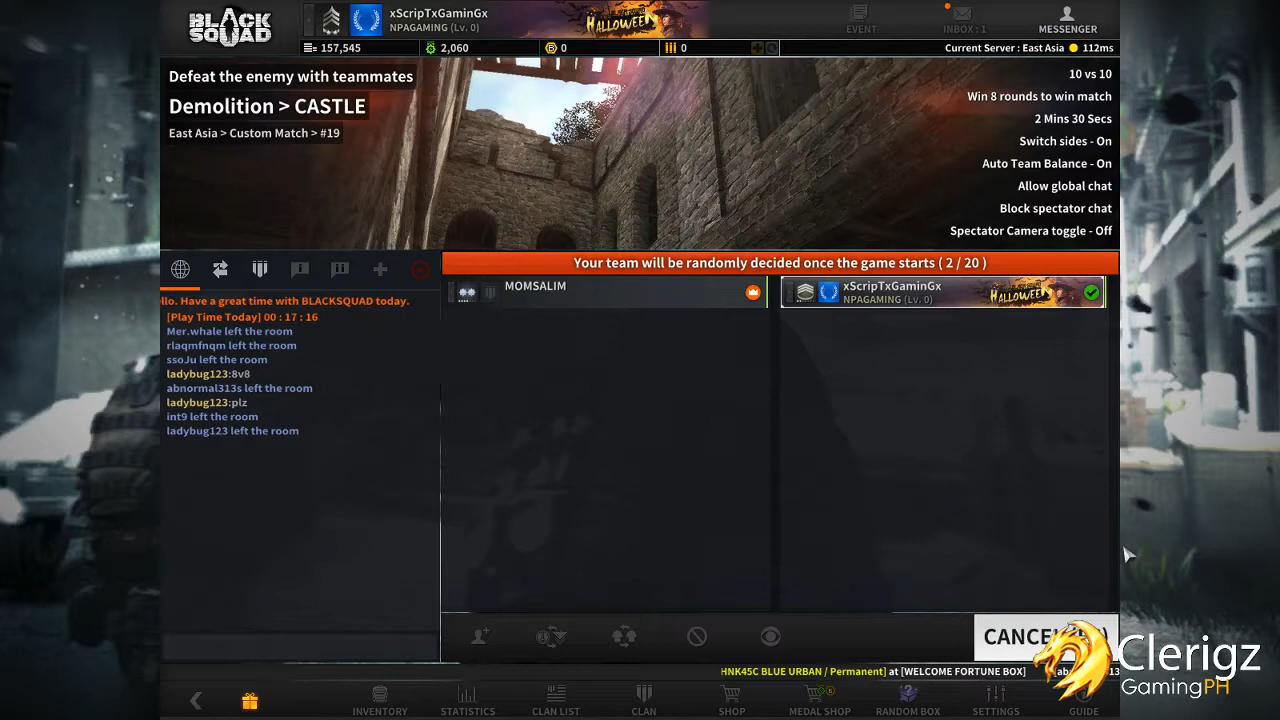 BLACK
SQUAD
xScripTxGaminGx
NPAGAMING (Lv. 0)
HALLOWEEN
EVENT
INBOX : 1
MESSENGER
157,545
2,060
0
0
Current Server : East Asia
112ms
Defeat the enemy with teammates
Demolition > CASTLE
East Asia > Custom Match > #19
10 vs 10
Win 8 rounds to win match
2 Mins 30 Secs
Switch sides - On
Auto Team Balance - On
Allow global chat
Block spectator chat
Spectator Camera toggle - Off
Your team will be randomly decided once the game starts ( 2 / 20 )
MOMSALIM
xScripTxGaminGx
NPAGAMING (Lv. 0)
HALLOWEEN
llo. Have a great time with BLACKSQUAD today.
[Play Time Today] 00 : 17 : 16
Mer.whale left the room
rlaqmfnqm left the room
ssoJu left the room
ladybug123:8v8
abnormal313s left the room
ladybug123:plz
int9 left the room
ladybug123 left the room
HNK45C BLUE URBAN / Permanent] at [WELCOME FORTUNE BOX]
INVENTORY
STATISTICS
CLAN LIST
CLAN
SHOP
MEDAL SHOP
RANDOM BOX
SETTINGS
GUIDE
Clerigz
GamingPH